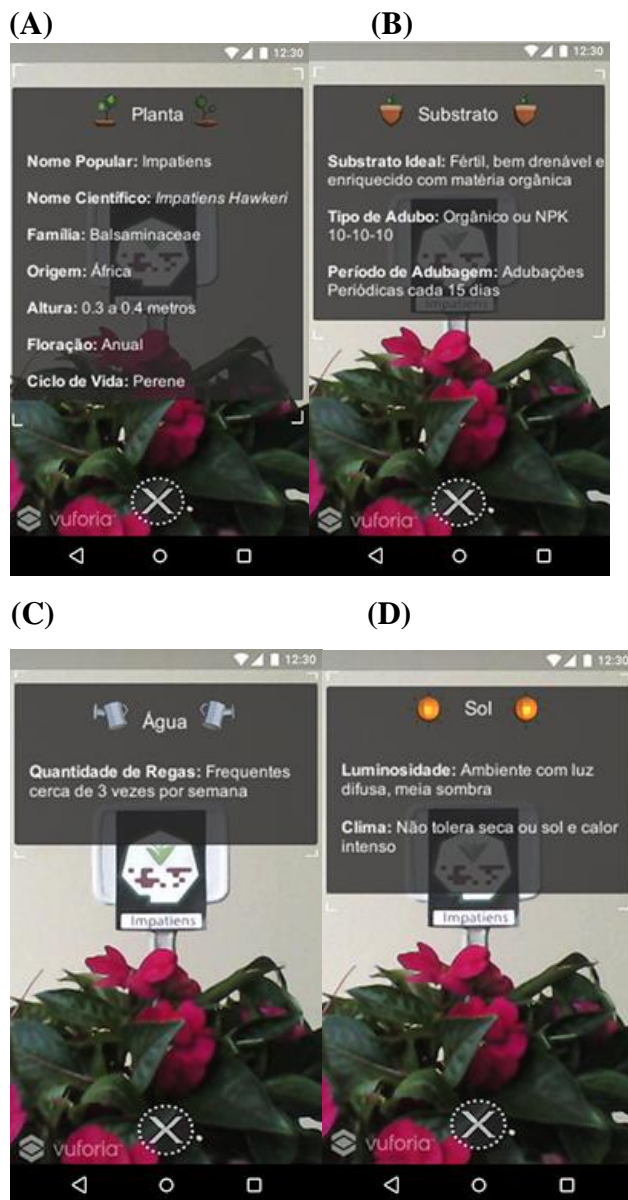 (A)
(B)
12:30
Planta
Nome Popular: Impatiens
Nome Científico: Impatiens Hawkeri
Família: Balsaminaceae
Origem: África
Altura: 0.3 a 0.4 metros
Floração: Anual
Ciclo de Vida: Perene
vuforia
12:30
Substrato
Substrato Ideal: Fértil, bem drenável e
enriquecido com matéria orgânica
Tipo de Adubo: Orgânico ou NPK
10-10-10
Período de Adubagem: Adubações
Periódicas cada 15 dias
Impatiens
vuforia
(C)
(D)
12:30
Água
Quantidade de Regas: Frequentes
cerca de 3 vezes por semana
Impatiens
vuforia
12:30
Sol
Luminosidade: Ambiente com luz
difusa, meia sombra
Clima: Não tolera seca ou sol e calor
intenso
Impatiens
vuforia